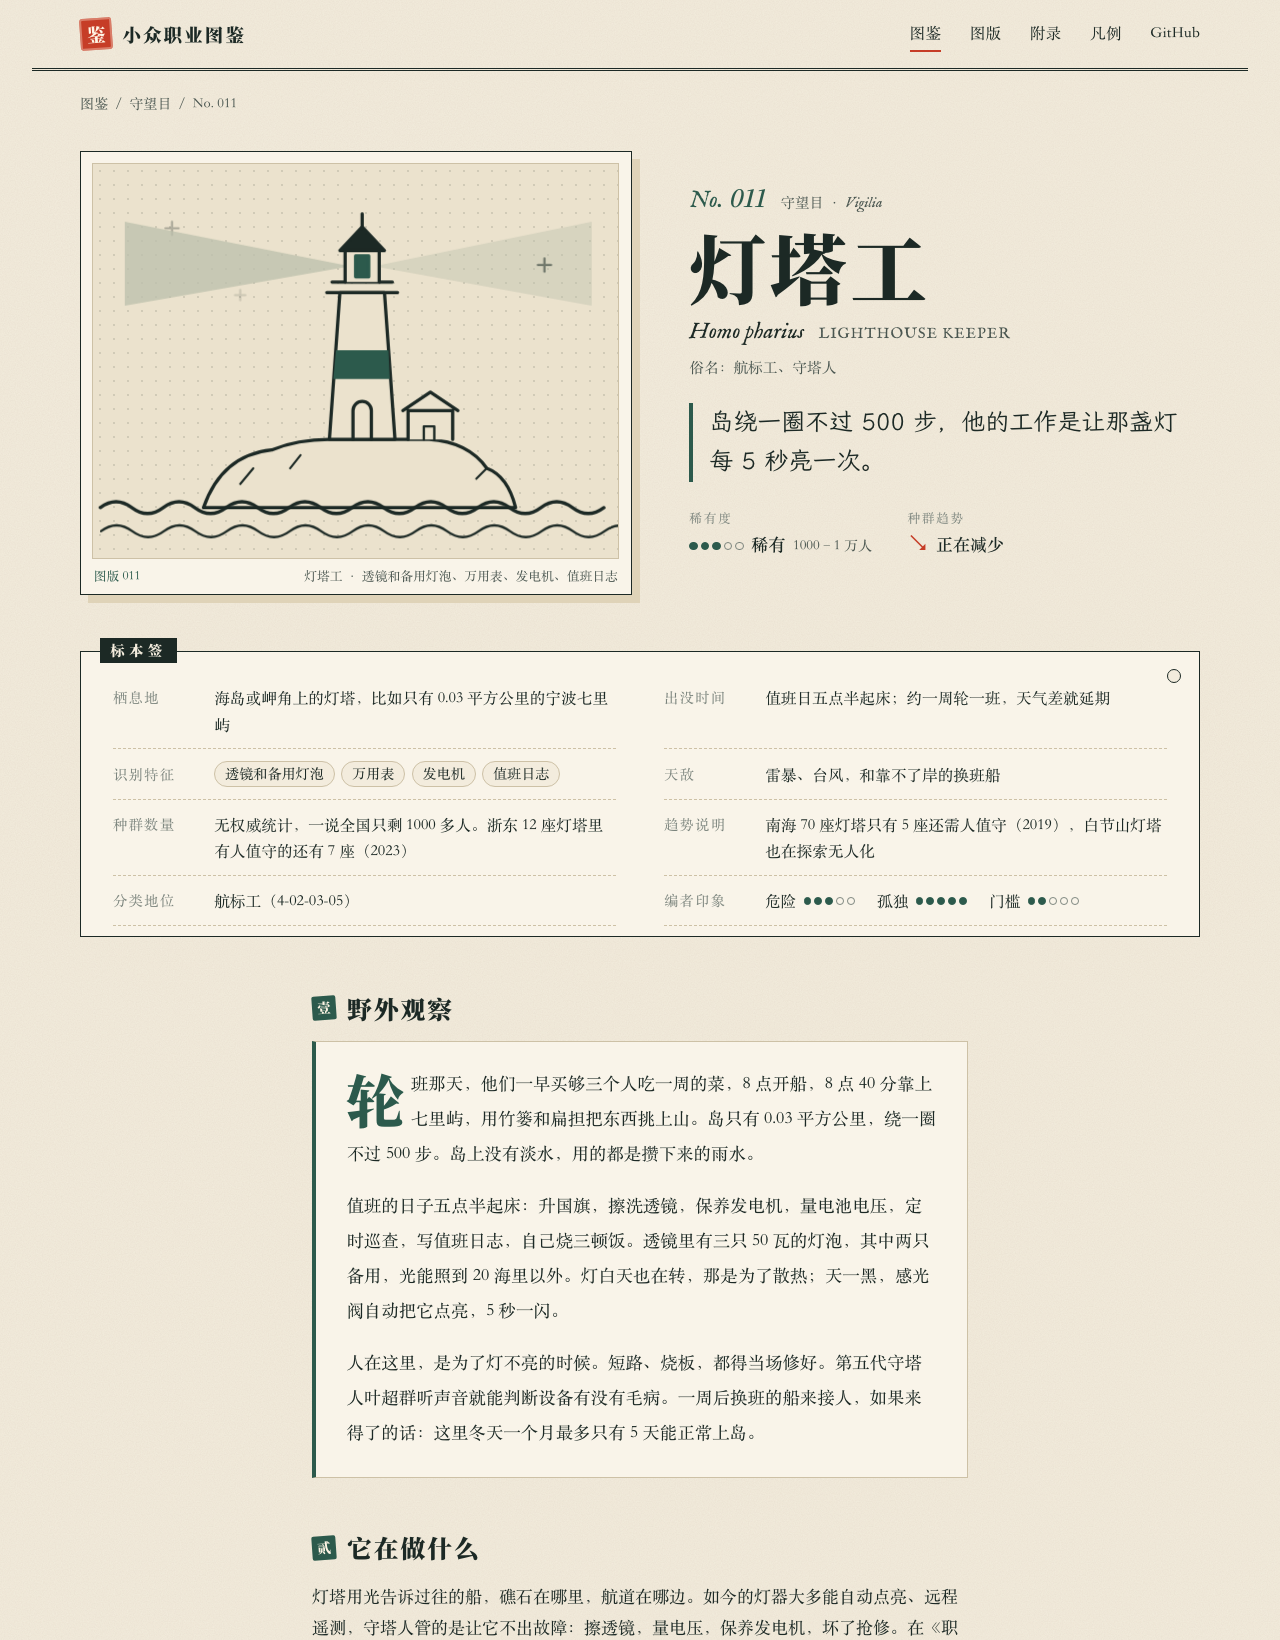 鉴 小众职业图鉴 图鉴 图版 附录 凡例 GitHub
图鉴 / 守望目 / No. 011
No. 011 守望目 · Vigilia
灯塔工
Homo pharius LIGHTHOUSE KEEPER
俗名：航标工、守塔人
岛绕一圈不过 500 步，他的工作是让那盏灯
每 5 秒亮一次。
稀有度 种群趋势
稀有 1000 – 1 万人 ↘ 正在减少
图版 011 灯塔工 · 透镜和备用灯泡、万用表、发电机、值班日志
标本签
栖息地 海岛或岬角上的灯塔，比如只有 0.03 平方公里的宁波七里
屿
出没时间 值班日五点半起床；约一周轮一班，天气差就延期
识别特征 透镜和备用灯泡 万用表 发电机 值班日志
天敌 雷暴、台风，和靠不了岸的换班船
种群数量 无权威统计，一说全国只剩 1000 多人。浙东 12 座灯塔里
有人值守的还有 7 座（2023）
趋势说明 南海 70 座灯塔只有 5 座还需人值守（2019），白节山灯塔
也在探索无人化
分类地位 航标工（4-02-03-05）
编者印象 危险 孤独 门槛
壹 野外观察
轮班那天，他们一早买够三个人吃一周的菜，8 点开船，8 点 40 分靠上
七里屿，用竹篓和扁担把东西挑上山。岛只有 0.03 平方公里，绕一圈
不过 500 步。岛上没有淡水，用的都是攒下来的雨水。
值班的日子五点半起床：升国旗，擦洗透镜，保养发电机，量电池电压，定
时巡查，写值班日志，自己烧三顿饭。透镜里有三只 50 瓦的灯泡，其中两只
备用，光能照到 20 海里以外。灯白天也在转，那是为了散热；天一黑，感光
阀自动把它点亮，5 秒一闪。
人在这里，是为了灯不亮的时候。短路、烧板，都得当场修好。第五代守塔
人叶超群听声音就能判断设备有没有毛病。一周后换班的船来接人，如果来
得了的话：这里冬天一个月最多只有 5 天能正常上岛。
贰 它在做什么
灯塔用光告诉过往的船，礁石在哪里，航道在哪边。如今的灯器大多能自动点亮、远程
遥测，守塔人管的是让它不出故障：擦透镜，量电压，保养发电机，坏了抢修。在《职